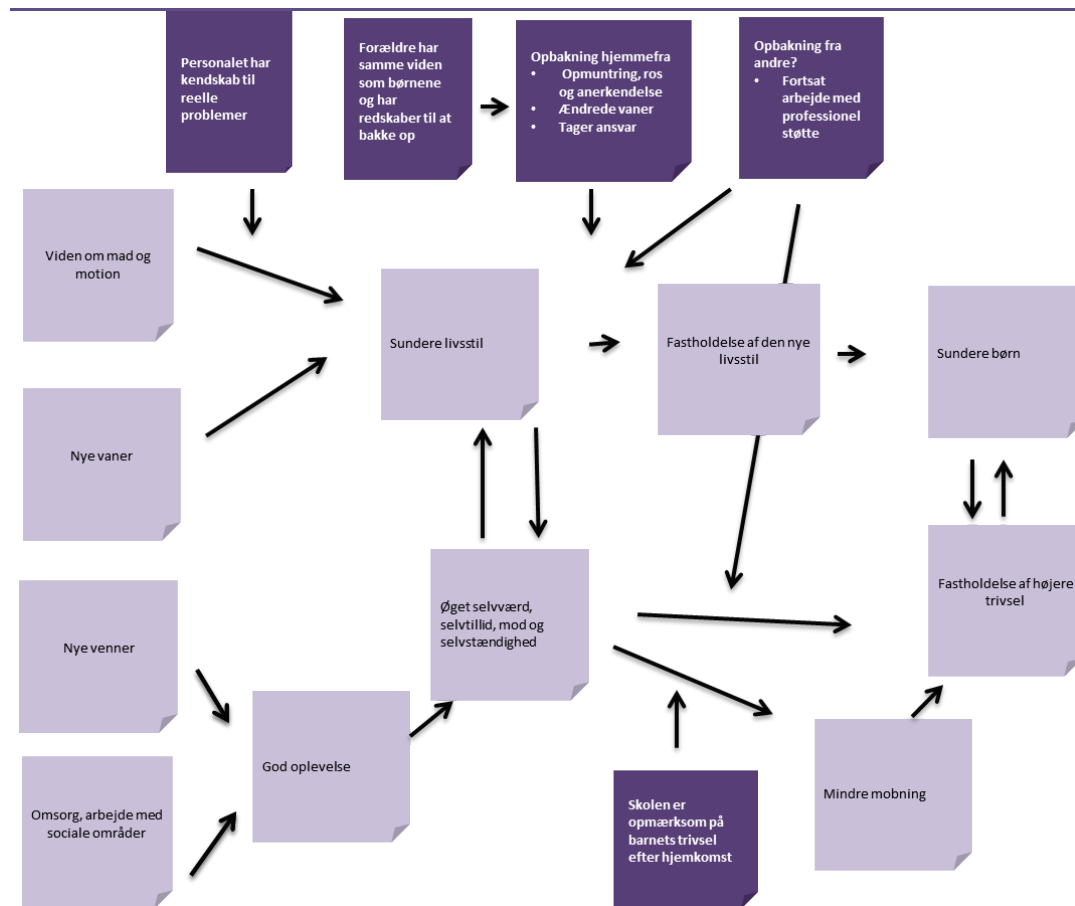 Personalet har
kendskab til
reelle
problemer
Forældre har
samme viden
som børnene
og har
redskaber til at
bakke op
Opbakning hjemmefra
• Opmuntring, ros
og anerkendelse
• Ændrede vaner
• Tager ansvar
Opbakning fra
andre?
• Fortsat
arbejde med
professionel
støtte
Viden om mad og
motion
Sundere livsstil
Fastholdelse af den nye
livsstil
Sundere børn
Nye vaner
Øget selvværd,
selvtillid, mod og
selvstændighed
Fastholdelse af højere
trivsel
Nye venner
God oplevelse
Omsorg, arbejde med
sociale områder
Skolen er
opmærksom på
barnets trivsel
efter hjemkomst
Mindre mobning